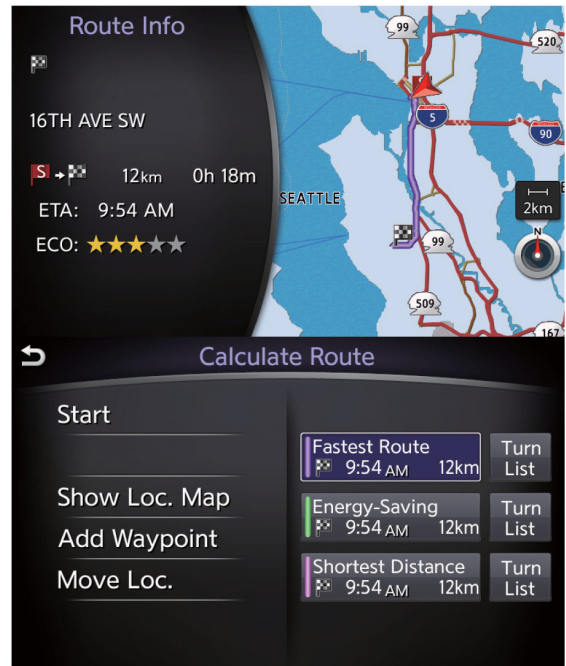 Route Info
16TH AVE SW
S
12km 0h 18m
ETA: 9:54 AM
ECO:
99
520
5
90
SEATTLE
2km
N
99
509
167
Calculate Route
Start
Show Loc. Map
Add Waypoint
Move Loc.
Fastest Route
9:54 AM 12km
Turn
List
Energy-Saving
9:54 AM 12km
Turn
List
Shortest Distance
9:54 AM 12km
Turn
List